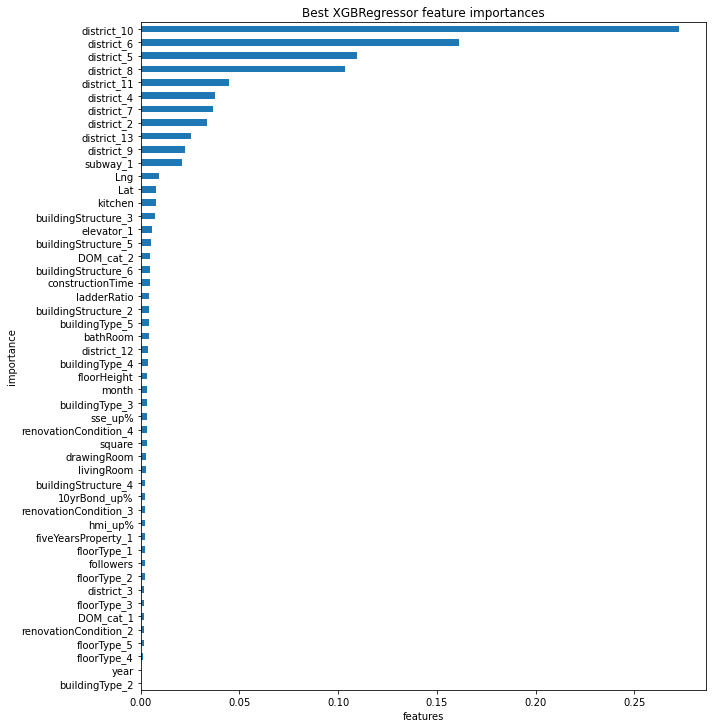 Best XGBRegressor feature importances
district_10
district_6
district_5
district_8
district_11
district_4
district_7
district_2
district_13
district_9
subway_1
Lng
Lat
kitchen
buildingStructure_3
elevator_1
buildingStructure_5
DOM_cat_2
buildingStructure_6
constructionTime
ladderRatio
buildingStructure_2
buildingType_5
bathRoom
district_12
buildingType_4
floorHeight
month
buildingType_3
sse_up%
renovationCondition_4
square
drawingRoom
livingRoom
buildingStructure_4
10yrBond_up%
renovationCondition_3
hmi_up%
fiveYearsProperty_1
floorType_1
followers
floorType_2
district_3
floorType_3
DOM_cat_1
renovationCondition_2
floorType_5
floorType_4
year
buildingType_2
importance
0.00 0.05 0.10 0.15 0.20 0.25
features